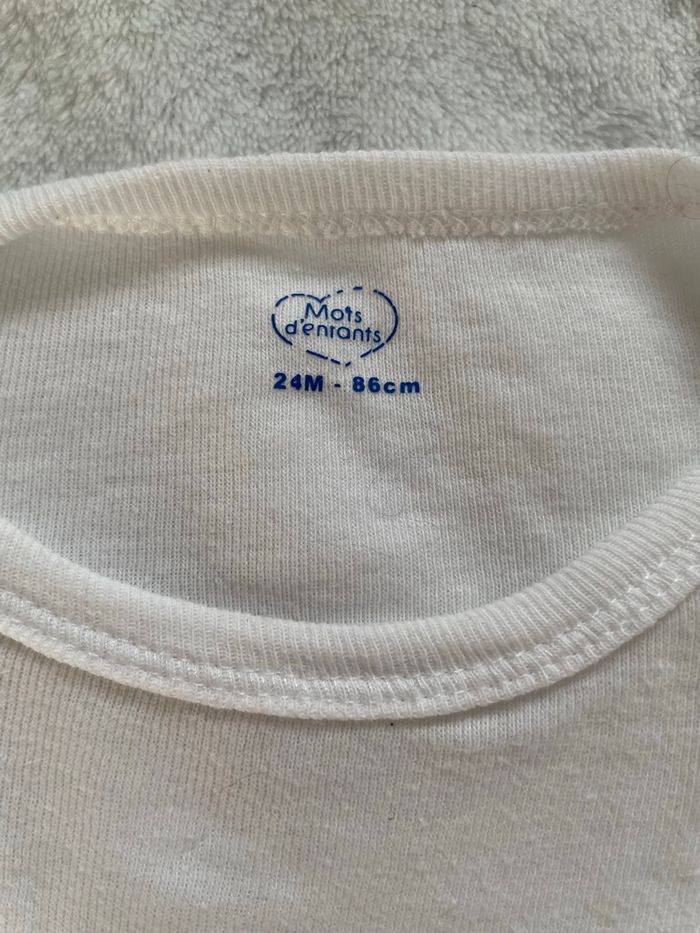 Mots
d'enfants
24M - 86cm